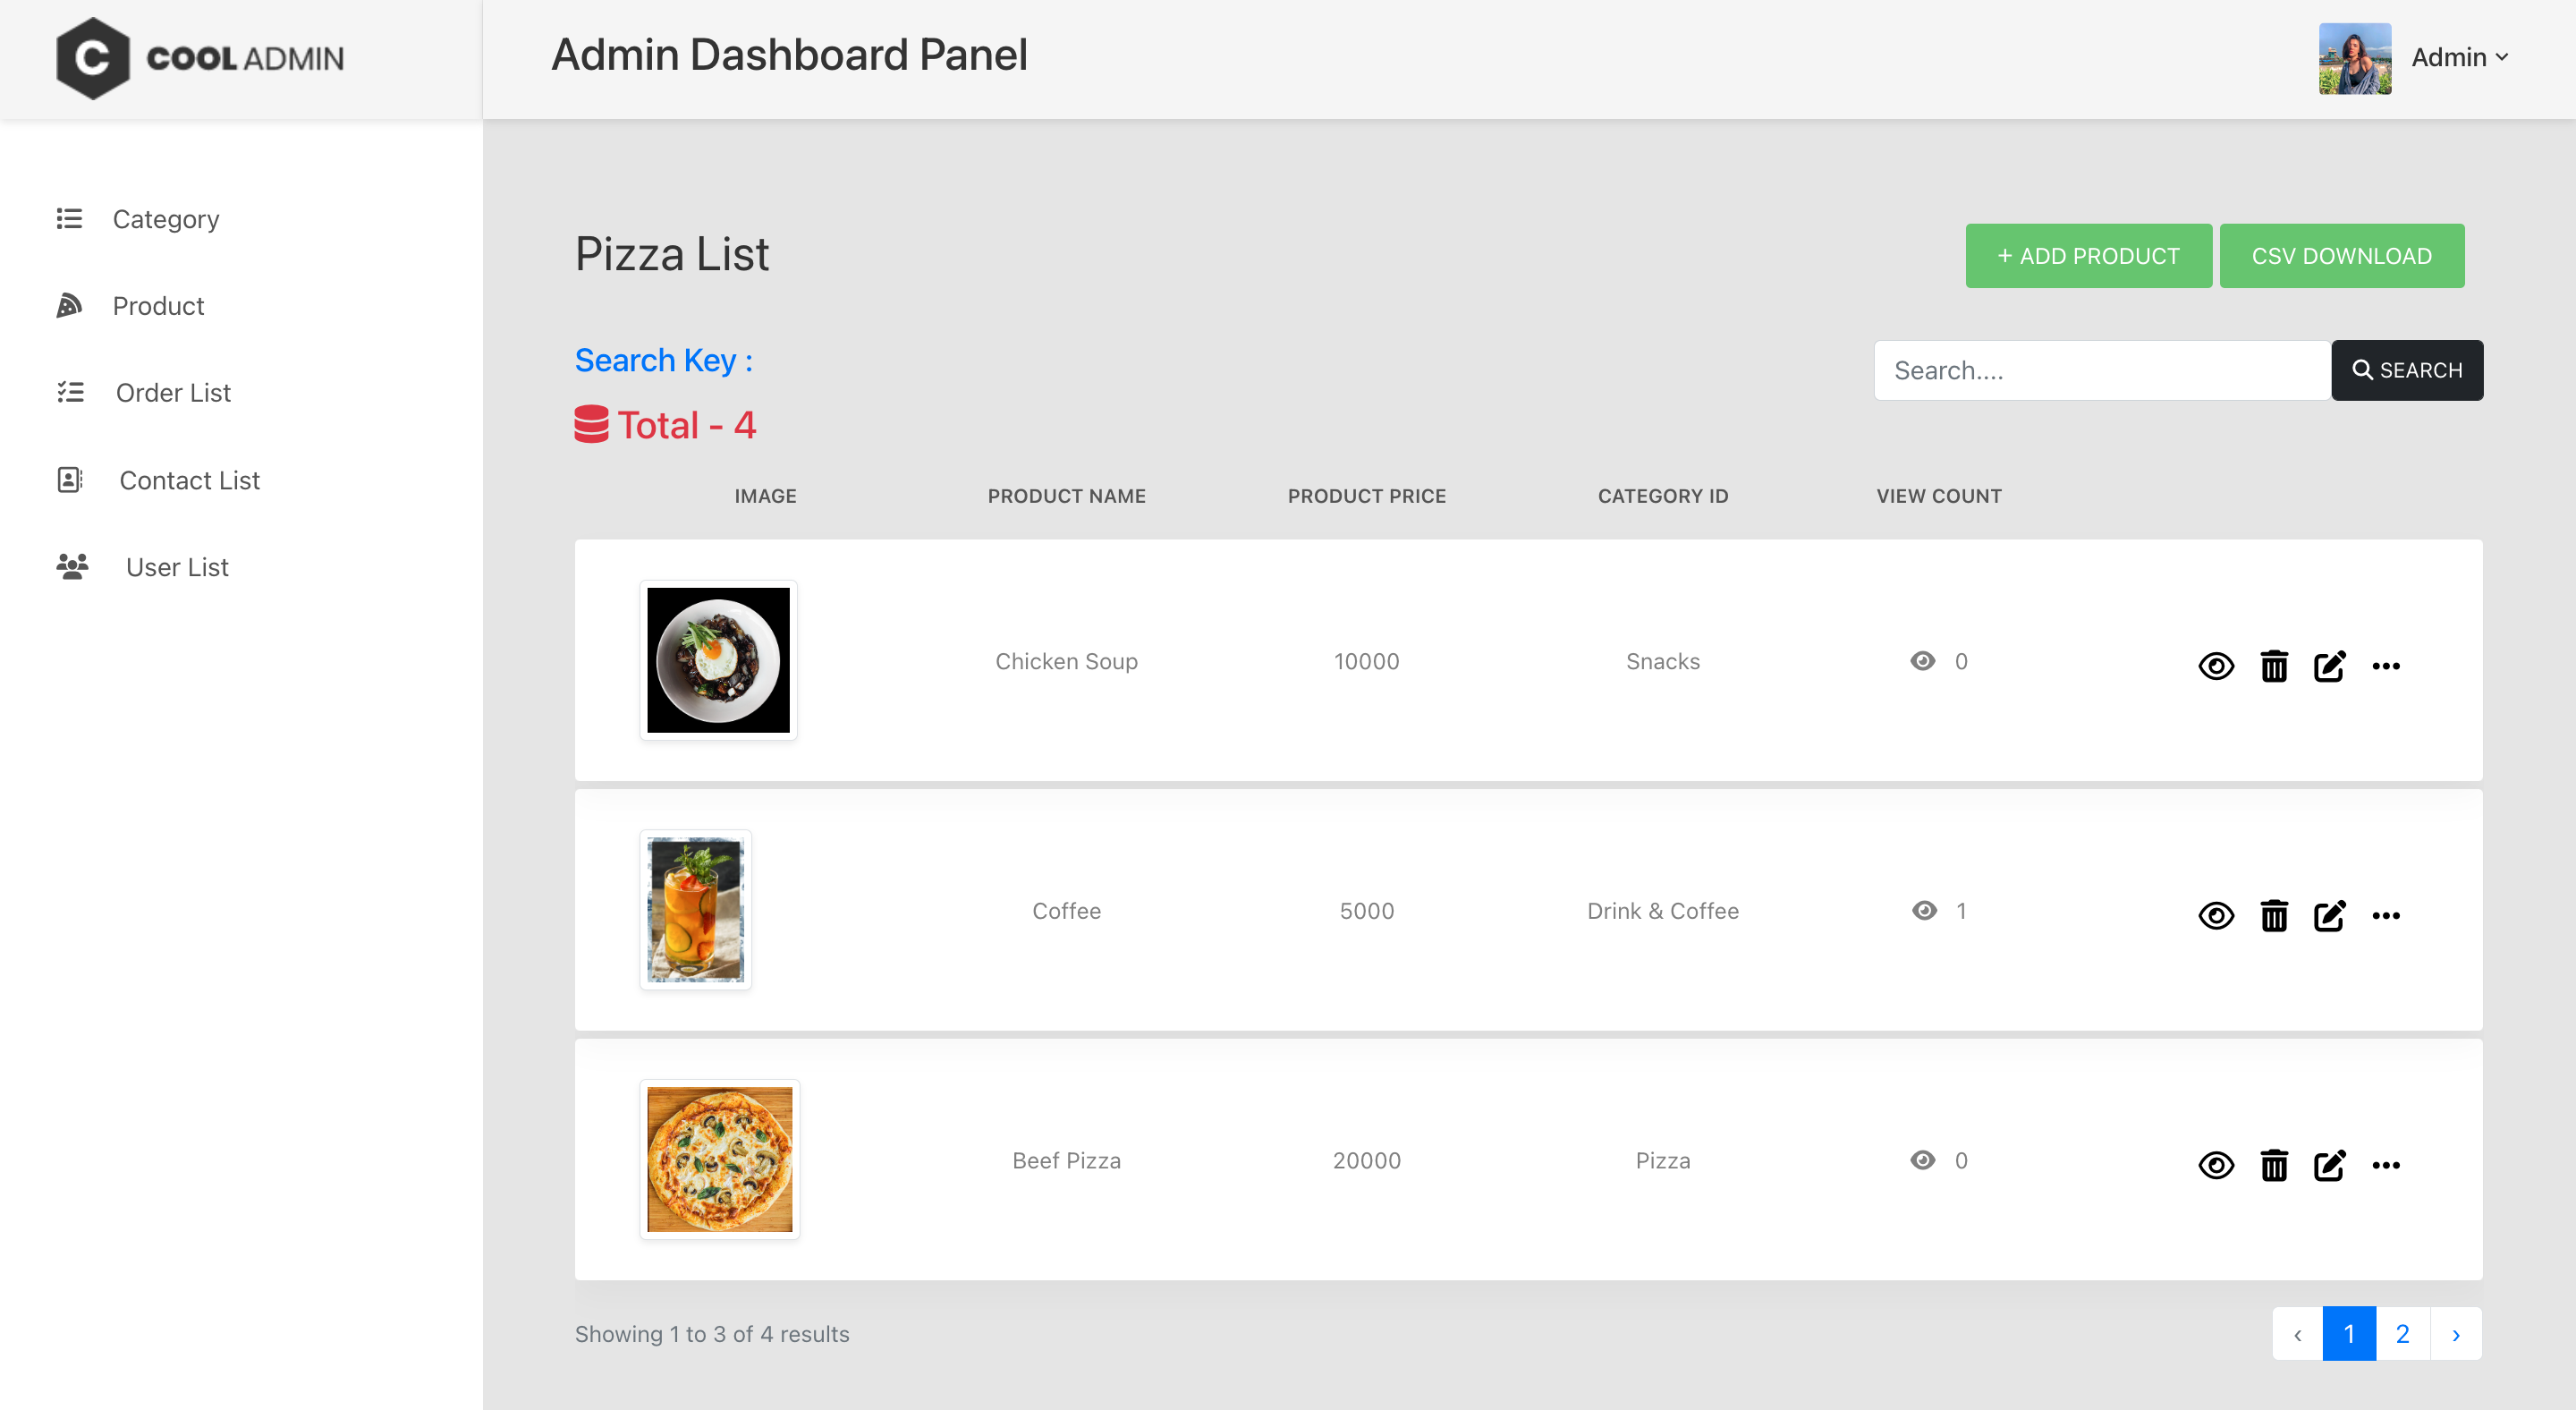 C COOL ADMIN
Admin Dashboard Panel
Admin
Category
Product
Order List
Contact List
User List
Pizza List
+ ADD PRODUCT
CSV DOWNLOAD
Search Key :
Search....
SEARCH
Total - 4
IMAGE PRODUCT NAME PRODUCT PRICE CATEGORY ID VIEW COUNT
Chicken Soup 10000 Snacks 0
Coffee 5000 Drink & Coffee 1
Beef Pizza 20000 Pizza 0
Showing 1 to 3 of 4 results
‹ 1 2 ›